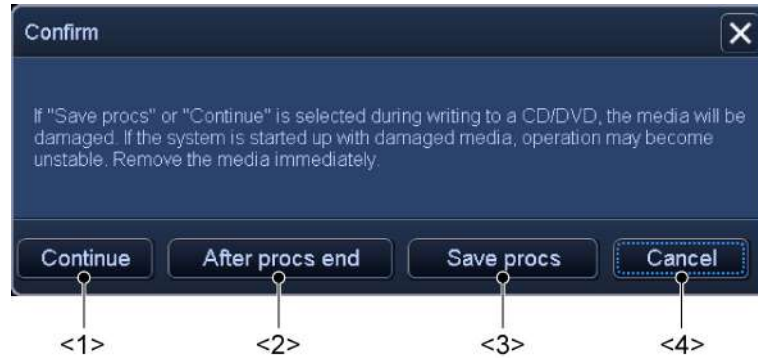 Confirm
If "Save procs" or "Continue" is selected during writing to a CD/DVD, the media will be
damaged. If the system is started up with damaged media, operation may become
unstable. Remove the media immediately.
Continue After procs end Save procs Cancel
<1> <2> <3> <4>